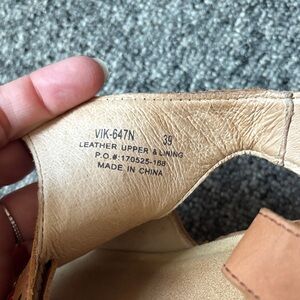 VIK-647N 39
LEATHER UPPER & LINING
P.O.#:170525-168
MADE IN CHINA